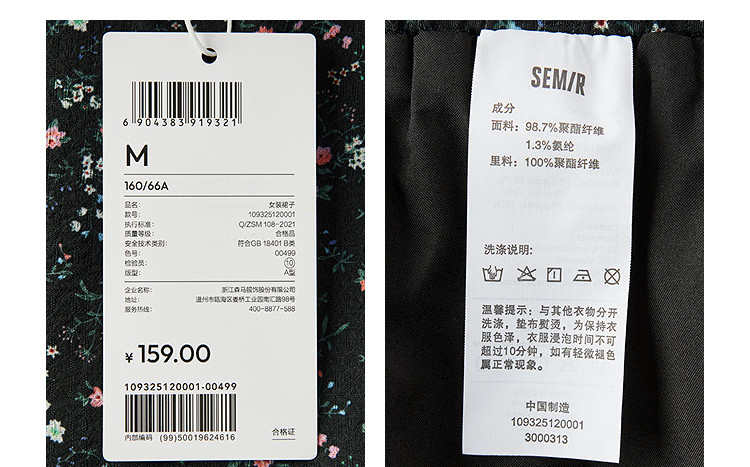 6 904383 919321
M
160/66A
品名: 女装裙子
款号: 109325120001
执行标准: Q/ZSM 108-2021
质量等级: 合格品
安全技术类别: 符合GB 18401 B类
色号: 00499
检验员: 10
版型: A型
企业名称: 浙江森马服饰股份有限公司
地址: 温州市瓯海区娄桥工业园南汇路98号
服务热线: 400-8877-588
¥ 159.00
109325120001-00499
内部编码 (99)50019624616
合格证
SEMIR
成分
面料: 98.7%聚酯纤维
1.3%氨纶
里料: 100%聚酯纤维
洗涤说明:
温馨提示: 与其他衣物分开
洗涤, 垫布熨烫, 为保持衣
服色泽, 衣服浸泡时间不可
超过10分钟, 如有轻微褪色
属正常现象。
中国制造
109325120001
3000313